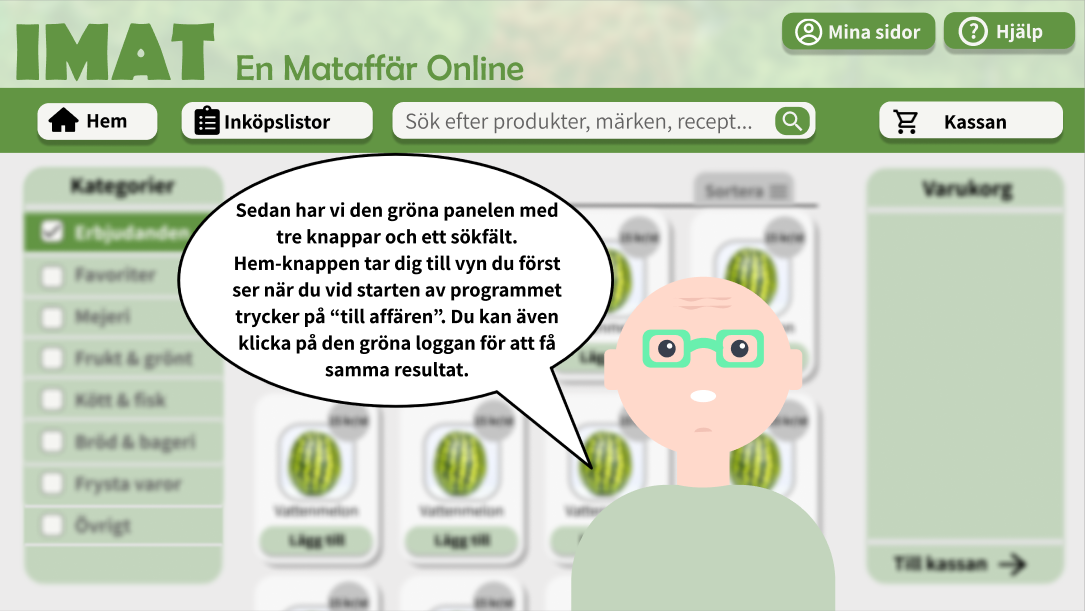 IMAT
En Mataffär Online
Mina sidor
Hjälp
Hem
Inköpslistor
Sök efter produkter, märken, recept...
Kassan
Kategorier
Erbjudanden
Favoriter
Mejeri
Frukt & grönt
Kött & fisk
Bröd & bageri
Frysta varor
Övrigt
Sedan har vi den gröna panelen med
tre knappar och ett sökfält.
Hem-knappen tar dig till vyn du först
ser när du vid starten av programmet
trycker på “till affären”. Du kan även
klicka på den gröna loggan för att få
samma resultat.
Sortera
Vattenmelon
Lägg till
Vattenmelon
Lägg till
Varukorg
Till kassan